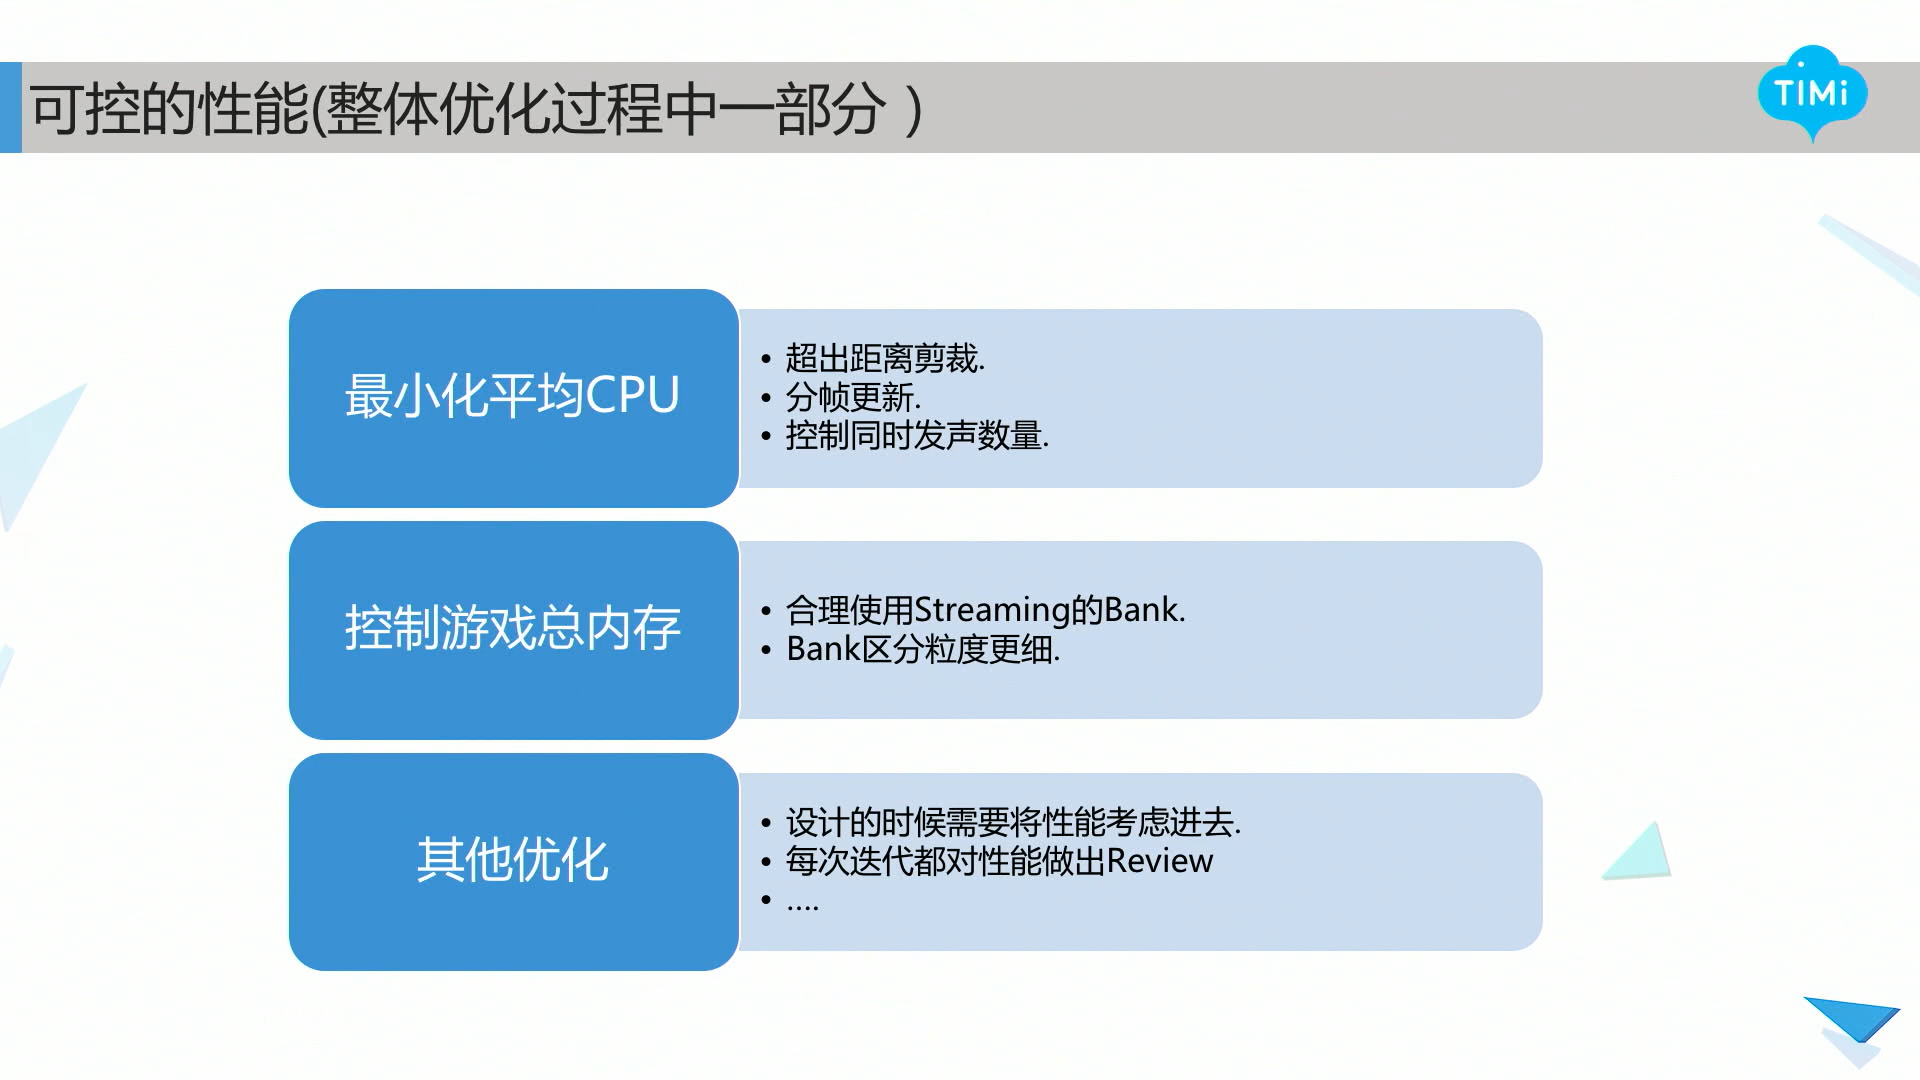 可控的性能(整体优化过程中一部分）
TiMi
最小化平均CPU
• 超出距离剪裁.
• 分帧更新.
• 控制同时发声数量.
控制游戏总内存
• 合理使用Streaming的Bank.
• Bank区分粒度更细.
其他优化
• 设计的时候需要将性能考虑进去.
• 每次迭代都对性能做出Review
• ....